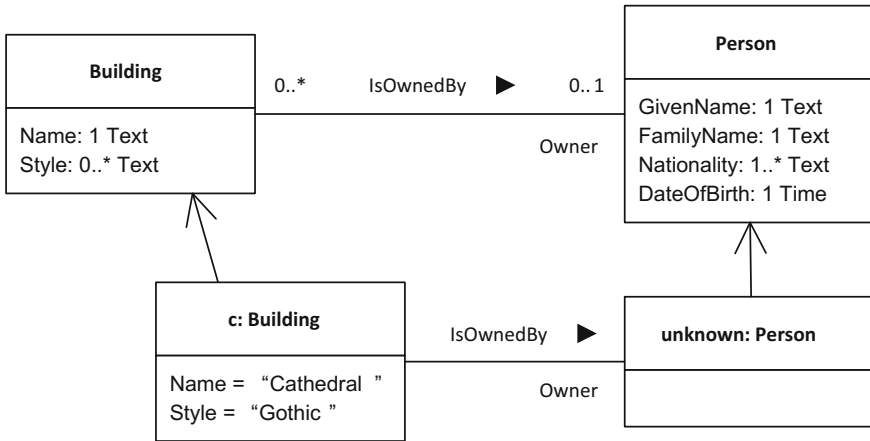 Building
Name: 1 Text
Style: 0..* Text
0..* IsOwnedBy ► 0..1
Owner
Person
GivenName: 1 Text
FamilyName: 1 Text
Nationality: 1..* Text
DateOfBirth: 1 Time
c: Building
Name = “Cathedral ”
Style = “Gothic ”
IsOwnedBy ►
Owner
unknown: Person